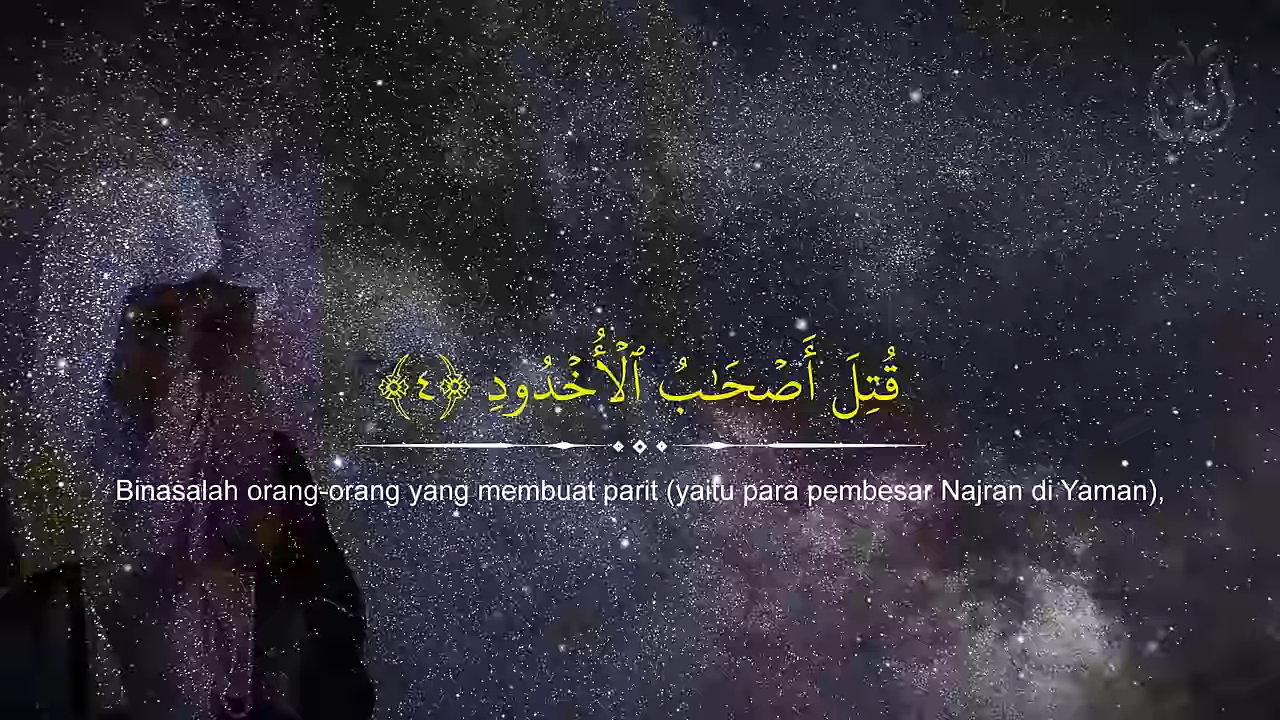 قُتِلَ أَصْحَـٰبُ ٱلْأُخْدُودِ ﴿٤﴾
Binasalah orang-orang yang membuat parit (yaitu para pembesar Najran di Yaman),